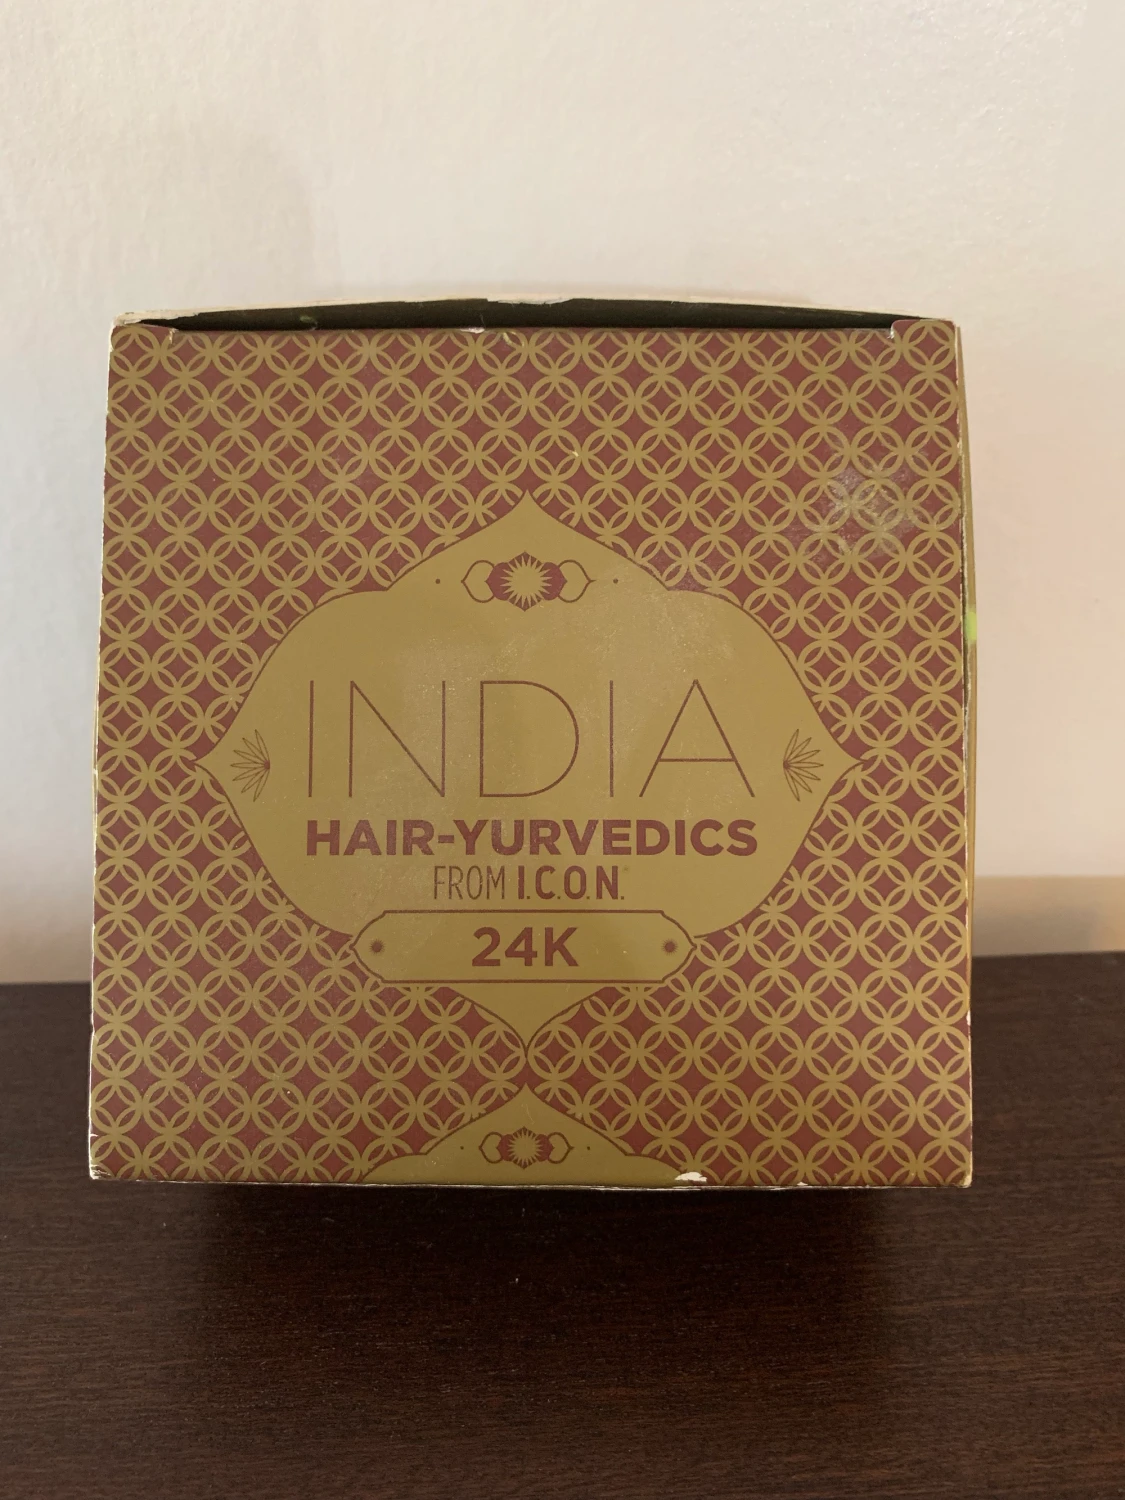 INDIA
HAIR-YURVEDICS
FROM I.C.O.N.
24K